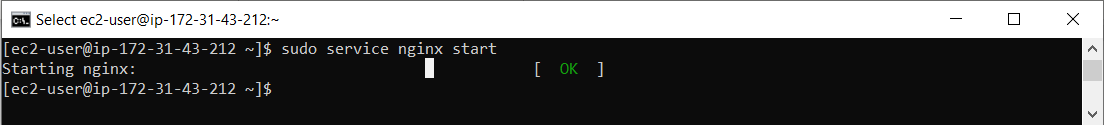 Select ec2-user@ip-172-31-43-212:~
[ec2-user@ip-172-31-43-212 ~]$ sudo service nginx start
Starting nginx:                                            [  OK  ]
[ec2-user@ip-172-31-43-212 ~]$